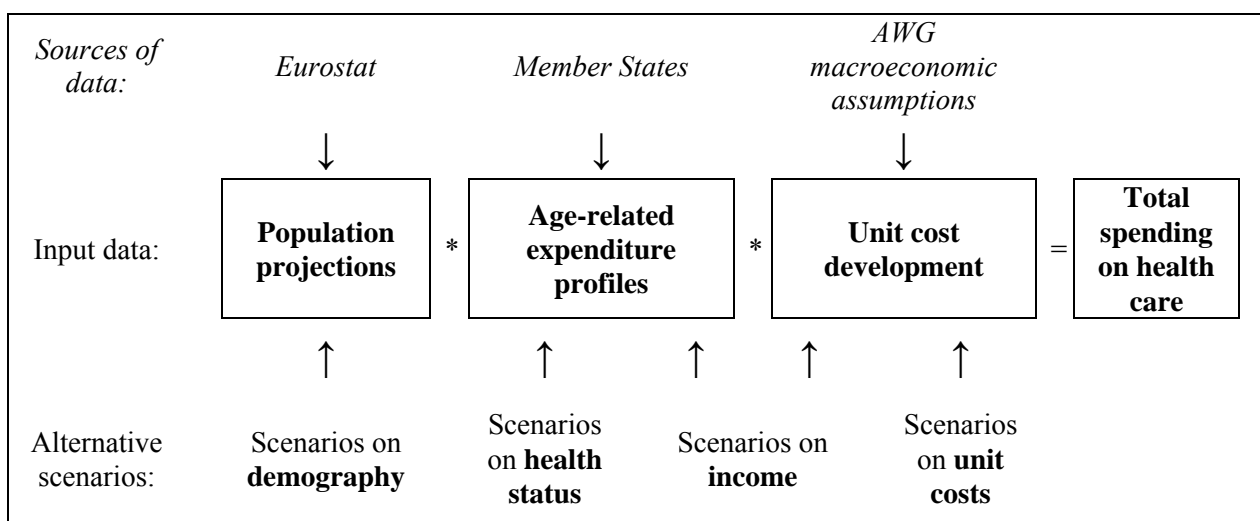 Sources of data:
Eurostat
Member States
AWG
macroeconomic
assumptions
↓ ↓ ↓
Input data:
Population
projections
*
Age-related
expenditure
profiles
*
Unit cost
development
=
Total
spending
on health
care
↑ ↑ ↑ ↑ ↑
Alternative
scenarios:
Scenarios on
demography
Scenarios
on health
status
Scenarios on
income
Scenarios
on unit
costs